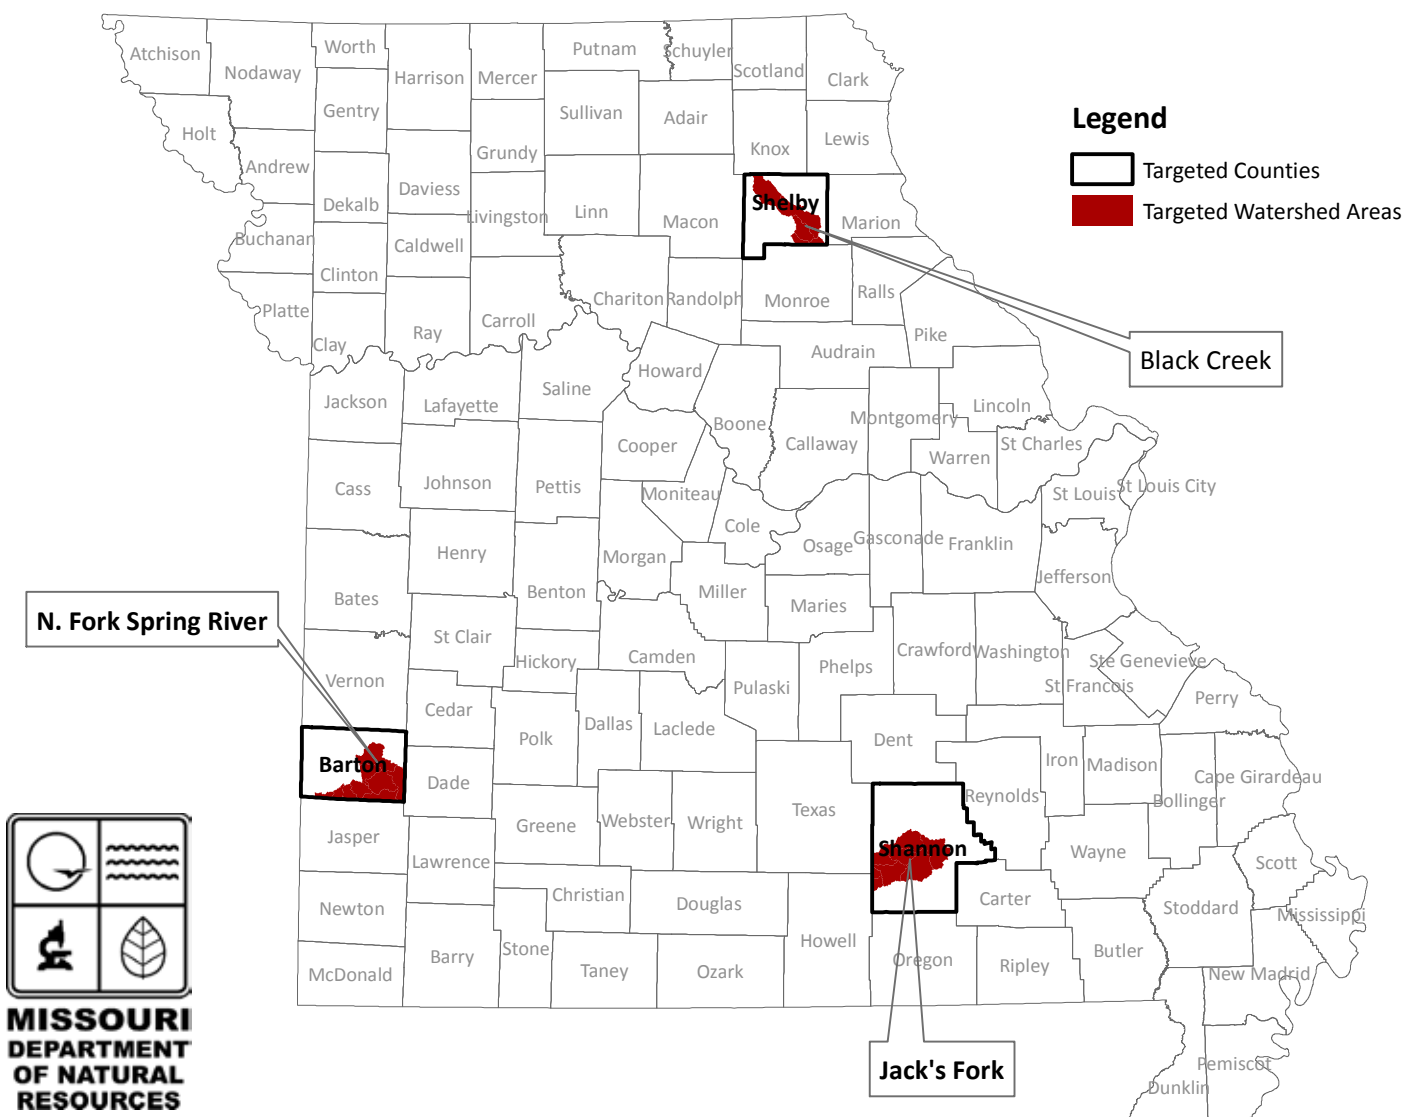 Atchison
Nodaway
Worth
Harrison
Mercer
Putnam
Schuyler
Scotland
Clark
Gentry
Sullivan
Adair
Holt
Andrew
Grundy
Knox
Lewis
Dekalb
Daviess
Livingston
Linn
Macon
Shelby
Marion
Buchanan
Caldwell
Clinton
Chariton
Randolph
Monroe
Ralls
Platte
Clay
Ray
Carroll
Pike
Audrain
Howard
Jackson
Lafayette
Saline
Boone
Montgomery
Lincoln
Cooper
Callaway
Warren
St Charles
Cass
Johnson
Pettis
Moniteau
St Louis
St Louis City
Cole
Henry
Morgan
Osage
Gasconade
Franklin
Jefferson
Bates
Benton
Miller
Maries
St Clair
Hickory
Camden
Phelps
Crawford
Washington
Ste Genevieve
St Francois
Vernon
Pulaski
Perry
Cedar
Polk
Dallas
Laclede
Dent
Iron
Madison
Cape Girardeau
Bollinger
Barton
Dade
Reynolds
Texas
Jasper
Greene
Webster
Wright
Shannon
Wayne
Scott
Lawrence
Christian
Douglas
Carter
Stoddard
Mississippi
Newton
Howell
Oregon
Ripley
Butler
McDonald
Barry
Stone
Taney
Ozark
New Madrid
Pemiscot
Dunklin
Legend
Targeted Counties
Targeted Watershed Areas
Black Creek
N. Fork Spring River
Jack's Fork
MISSOURI
DEPARTMENT
OF NATURAL
RESOURCES